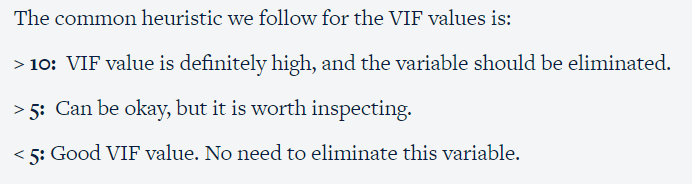 The common heuristic we follow for the VIF values is:
> 10:  VIF value is definitely high, and the variable should be eliminated.
> 5:  Can be okay, but it is worth inspecting.
< 5: Good VIF value. No need to eliminate this variable.